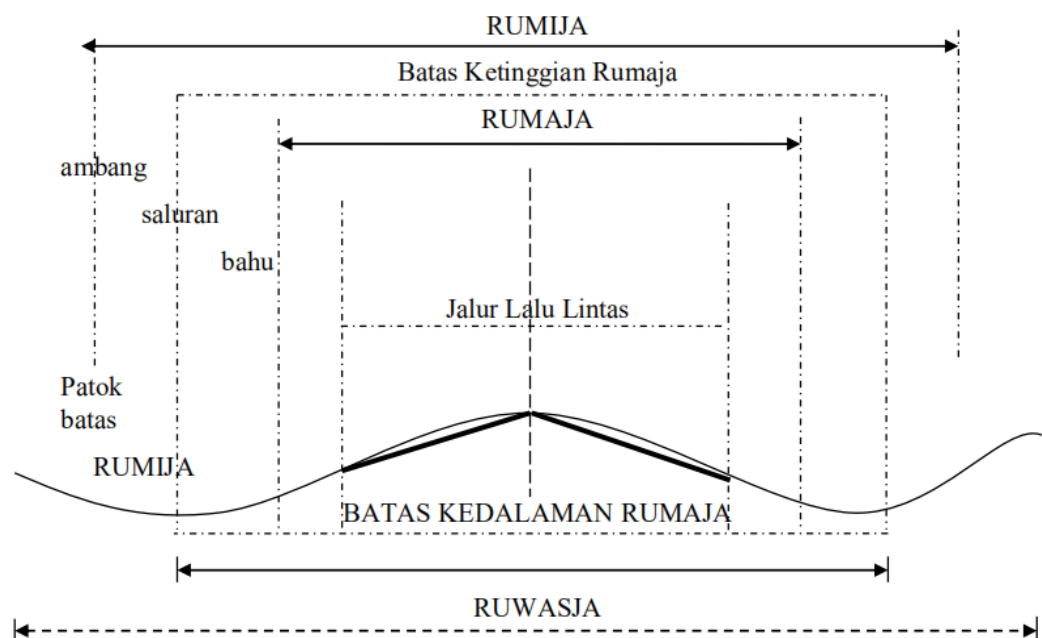 RUMIJA
Batas Ketinggian Rumaja
RUMAJA
ambang
saluran
bahu
Jalur Lalu Lintas
Patok
batas
RUMIJA
BATAS KEDALAMAN RUMAJA
RUWASJA